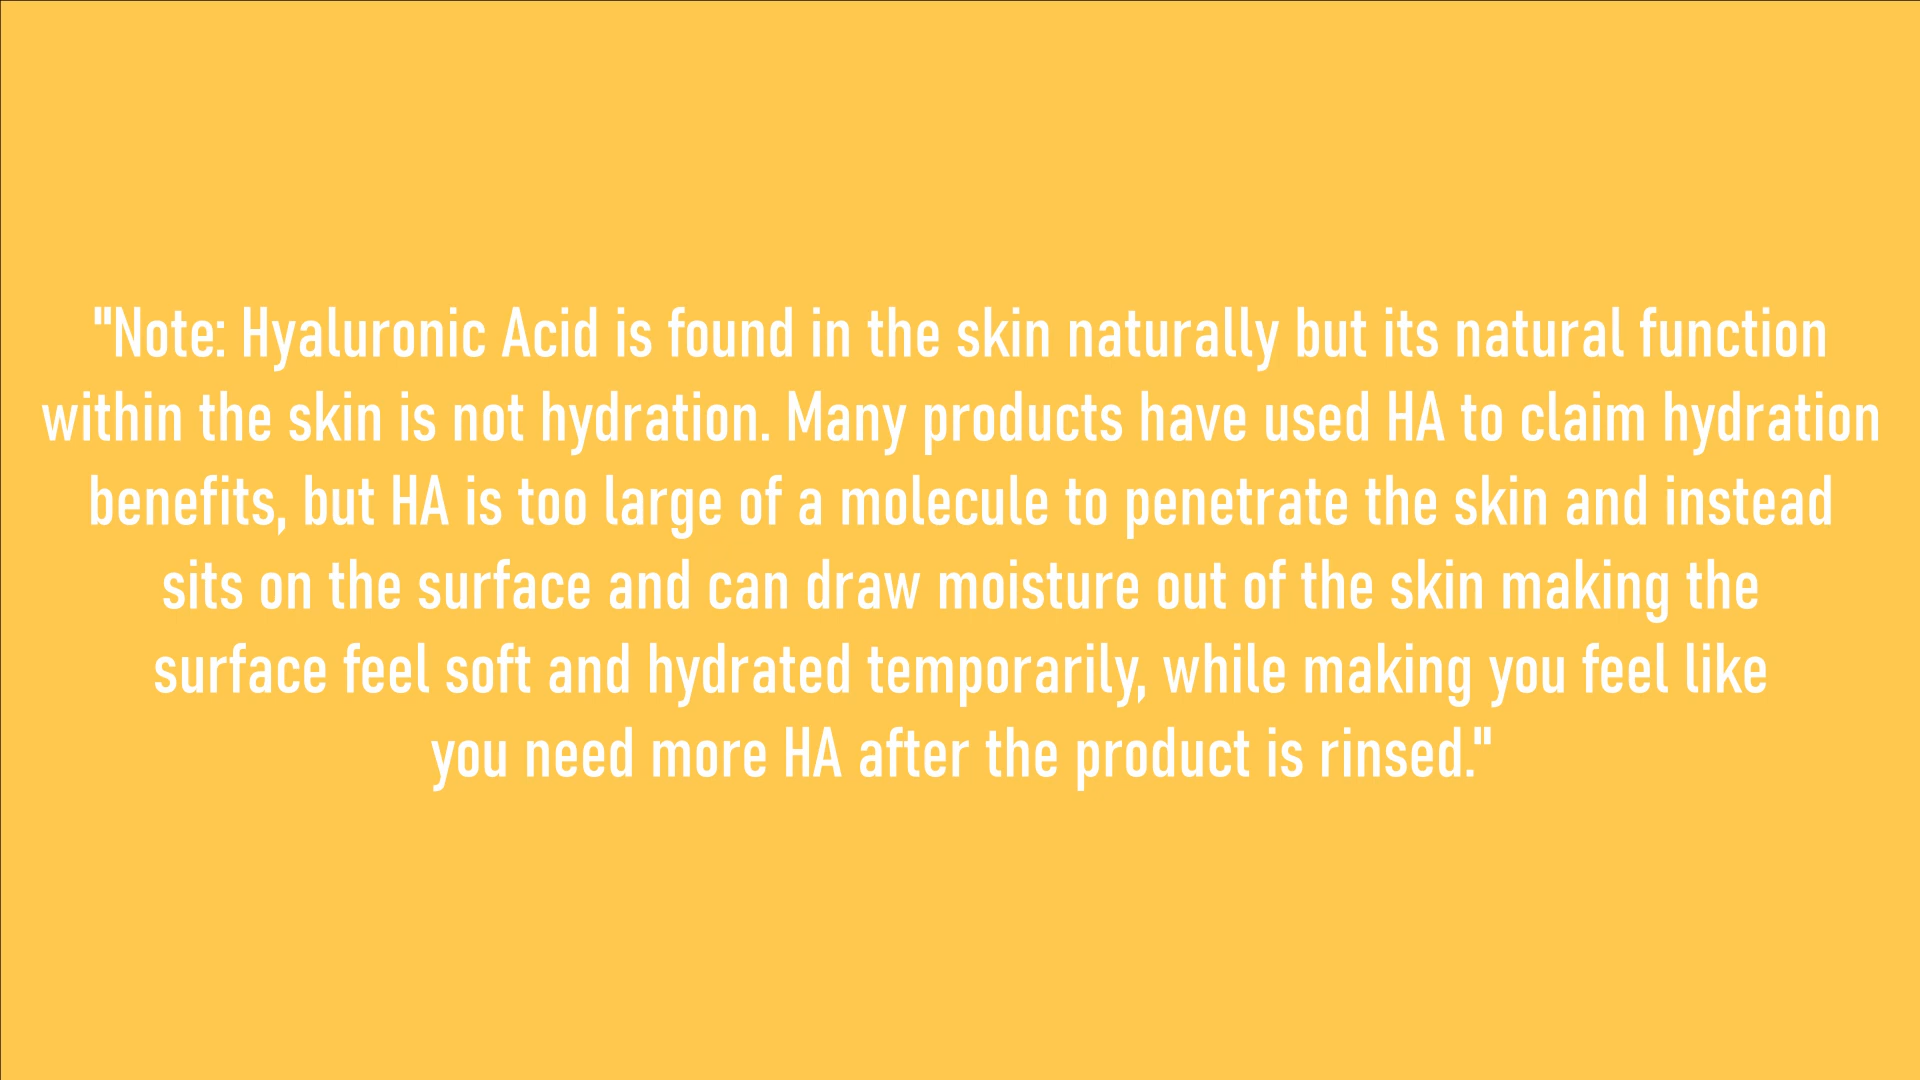 "Note: Hyaluronic Acid is found in the skin naturally but its natural function
within the skin is not hydration. Many products have used HA to claim hydration
benefits, but HA is too large of a molecule to penetrate the skin and instead
sits on the surface and can draw moisture out of the skin making the
surface feel soft and hydrated temporarily, while making you feel like
you need more HA after the product is rinsed."